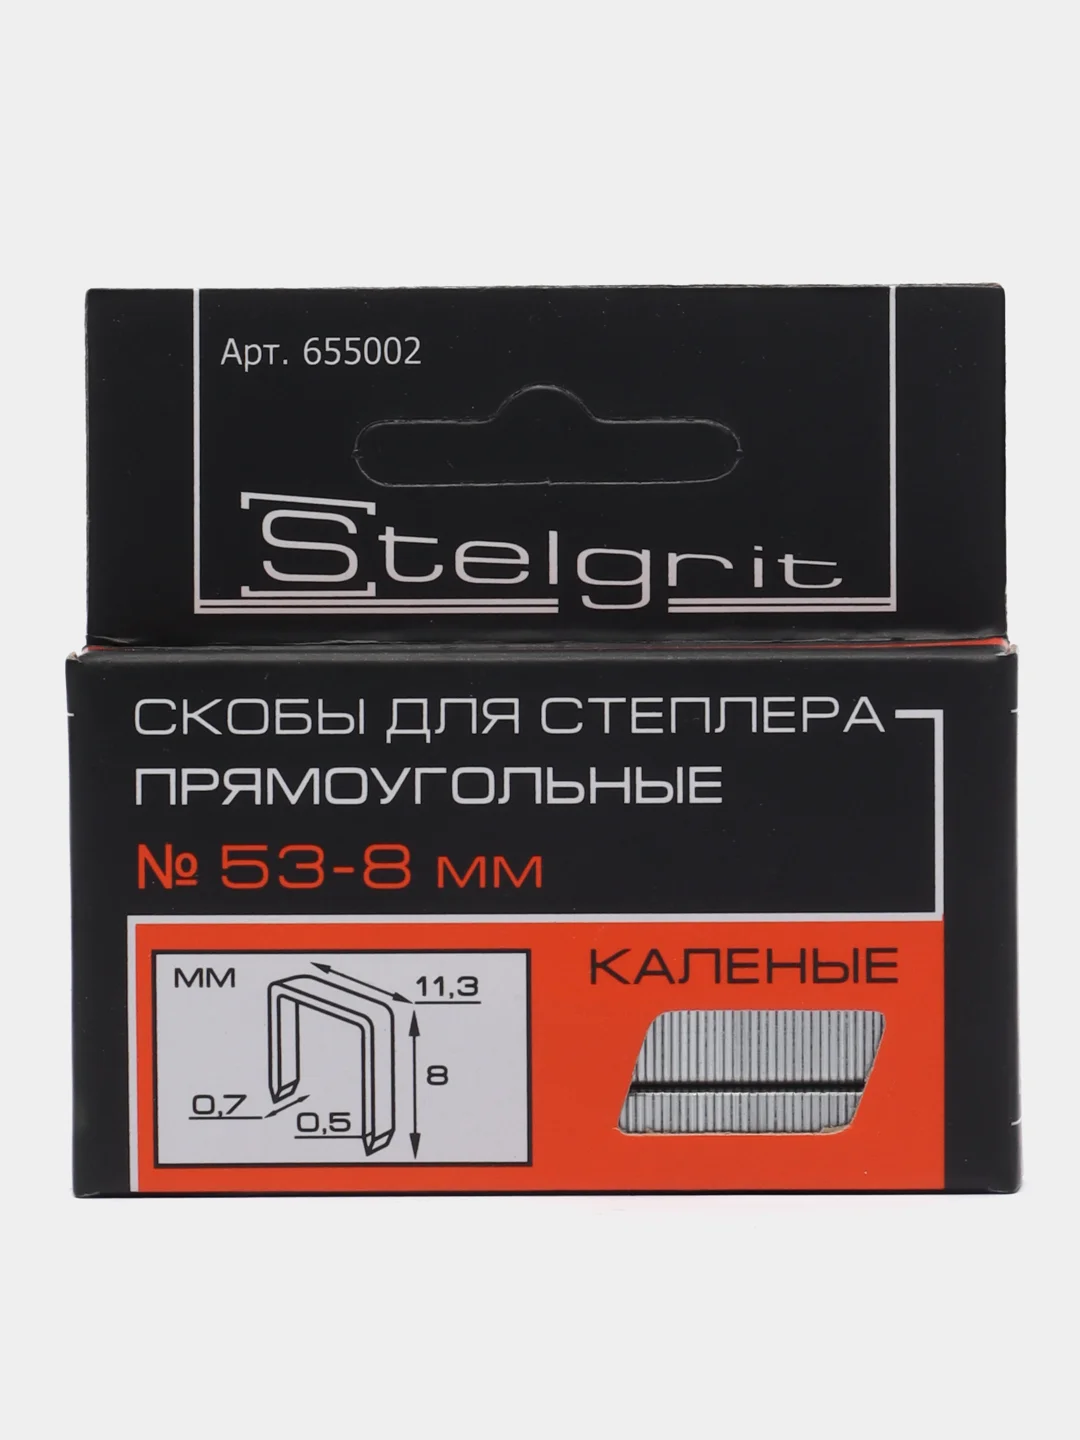 Арт. 655002
Stelgrit
СКОБЫ ДЛЯ СТЕПЛЕРА
ПРЯМОУГОЛЬНЫЕ
№ 53-8 мм
КАЛЕНЫЕ
мм
11,3
8
0,7
0,5